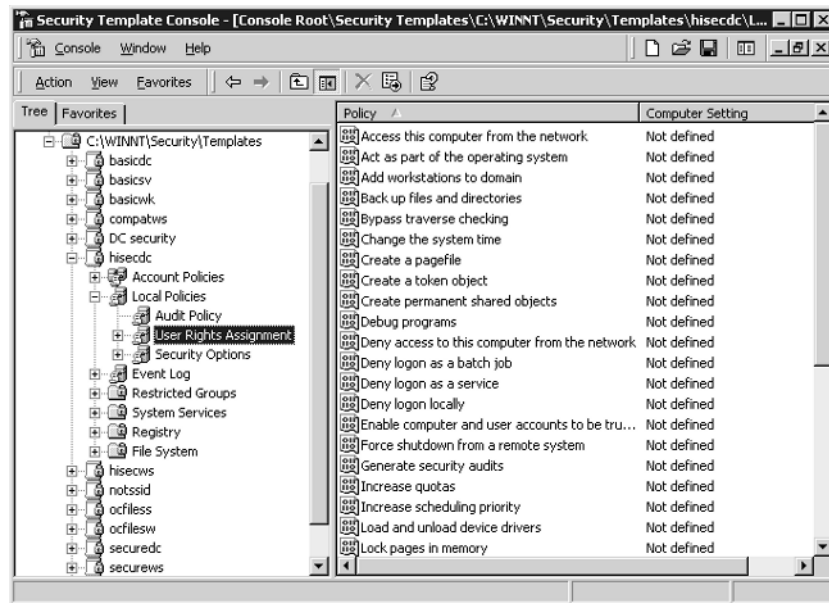 Security Template Console - [Console Root\Security Templates\C:\WINNT\Security\Templates\hisecdc\L...
Console Window Help
Action View Favorites
Tree Favorites
C:\WINNT\Security\Templates
basicdc
basicsv
basicwk
compatws
DC security
hisecdc
Account Policies
Local Policies
Audit Policy
User Rights Assignment
Security Options
Event Log
Restricted Groups
System Services
Registry
File System
hisecws
notssid
ocfiless
ocfilesw
securedc
securews
Policy Computer Setting
Access this computer from the network Not defined
Act as part of the operating system Not defined
Add workstations to domain Not defined
Back up files and directories Not defined
Bypass traverse checking Not defined
Change the system time Not defined
Create a pagefile Not defined
Create a token object Not defined
Create permanent shared objects Not defined
Debug programs Not defined
Deny access to this computer from the network Not defined
Deny logon as a batch job Not defined
Deny logon as a service Not defined
Deny logon locally Not defined
Enable computer and user accounts to be tru... Not defined
Force shutdown from a remote system Not defined
Generate security audits Not defined
Increase quotas Not defined
Increase scheduling priority Not defined
Load and unload device drivers Not defined
Lock pages in memory Not defined